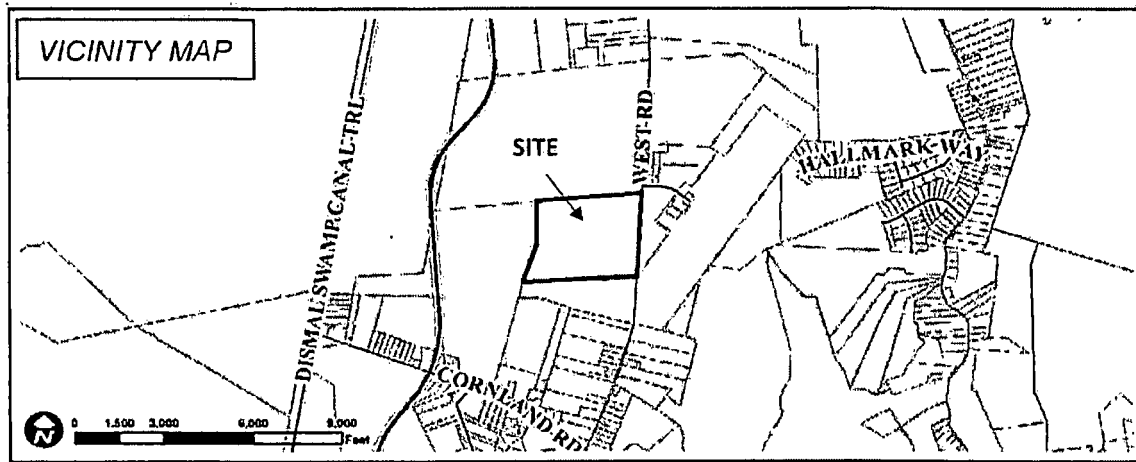 VICINITY MAP
SITE
DISMAL SWAMP CANAL TRL
WEST RD
HALLMARK WAY
CORNLAND RD
N
0 1,500 3,000 6,000 9,000
Feet